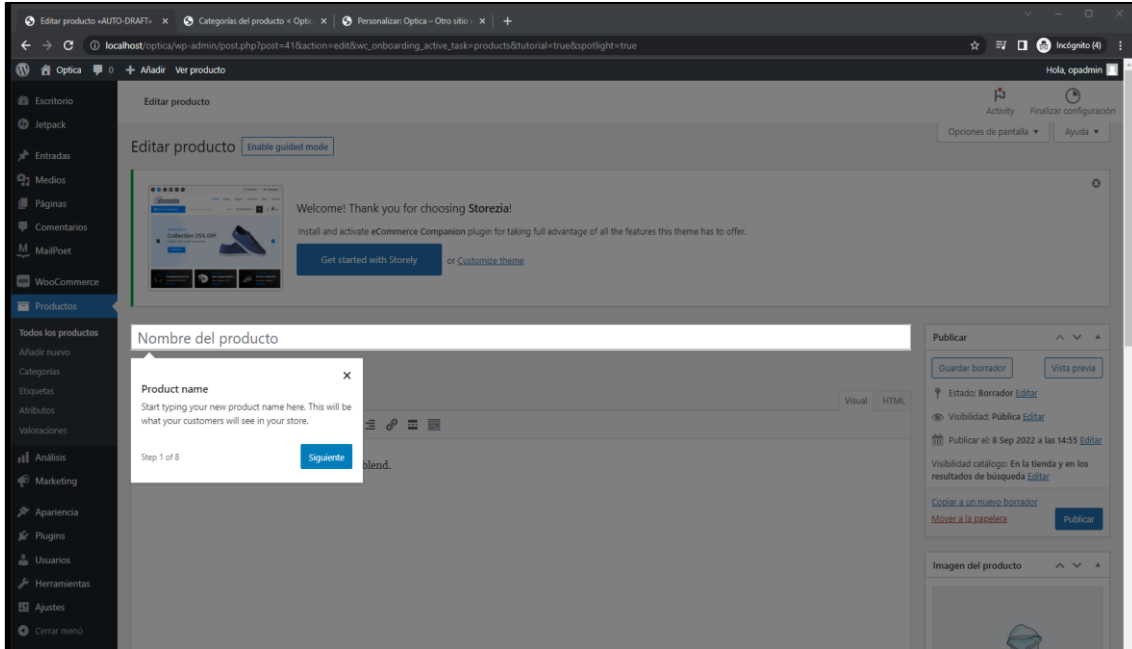 Editar producto «AUTO-DRAFT»
Categorías del producto < Optic
Personalizar: Optica – Otro sitio
localhost/optica/wp-admin/post.php?post=41&action=edit&wc_onboarding_active_task=products&tutorial=true&spotlight=true
Incógnito (4)
Optica 0 + Añadir Ver producto
Hola, opadmin
Escritorio
Jetpack
Entradas
Medios
Páginas
Comentarios
MailPoet
WooCommerce
Productos
Todos los productos
Añadir nuevo
Categorías
Etiquetas
Atributos
Valoraciones
Análisis
Marketing
Apariencia
Plugins
Usuarios
Herramientas
Ajustes
Cerrar menú
Editar producto
Activity
Finalizar configuración
Opciones de pantalla
Ayuda
Editar producto Enable guided mode
Storezia
Collection 25% OFF
Welcome! Thank you for choosing Storezia!
Install and activate eCommerce Companion plugin for taking full advantage of all the features this theme has to offer.
Get started with Storely or Customize theme
Nombre del producto
Product name
Start typing your new product name here. This will be
what your customers will see in your store.
Step 1 of 8
Siguiente
Visual HTML
blend.
Publicar
Guardar borrador
Vista previa
Estado: Borrador Editar
Visibilidad: Pública Editar
Publicar el: 8 Sep 2022 a las 14:55 Editar
Visibilidad catálogo: En la tienda y en los
resultados de búsqueda Editar
Copiar a un nuevo borrador
Mover a la papelera
Publicar
Imagen del producto